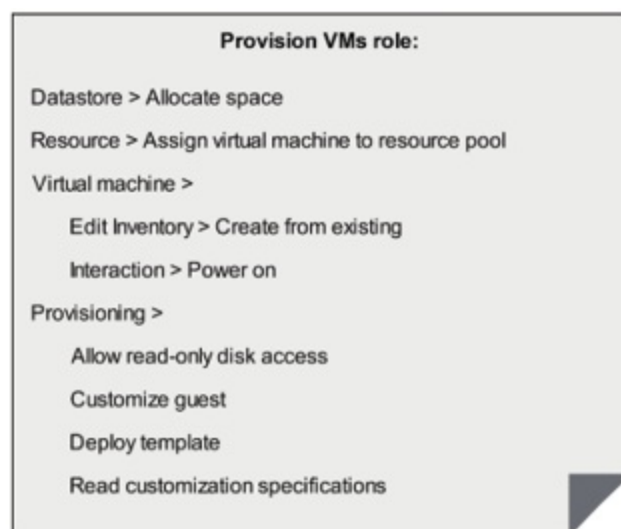 Provision VMs role:
Datastore > Allocate space
Resource > Assign virtual machine to resource pool
Virtual machine >
Edit Inventory > Create from existing
Interaction > Power on
Provisioning >
Allow read-only disk access
Customize guest
Deploy template
Read customization specifications